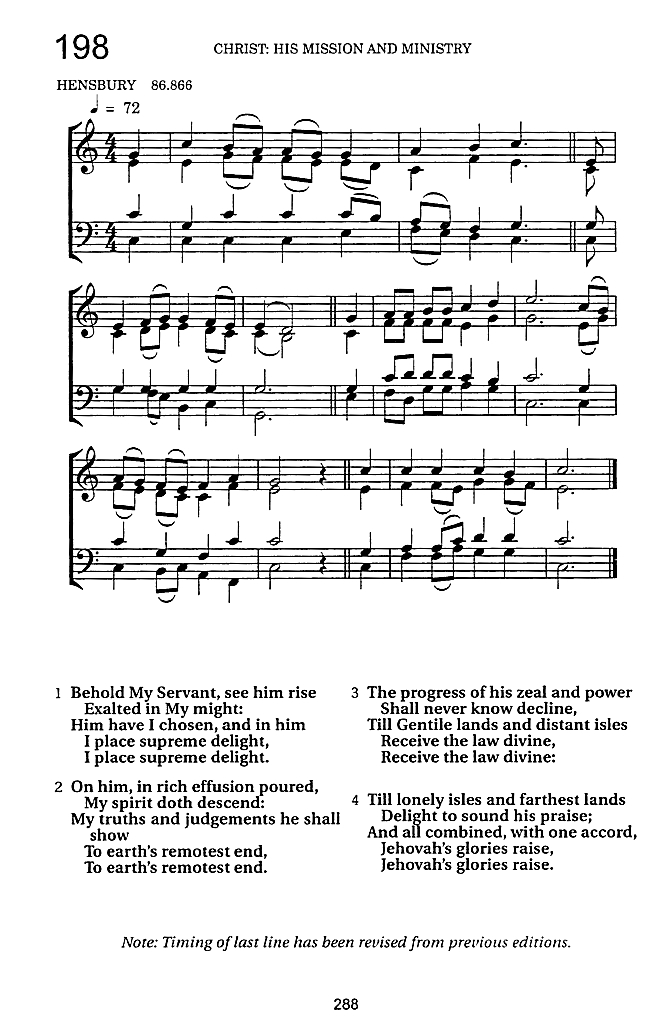 198
CHRIST: HIS MISSION AND MINISTRY
HENSBURY 86.866
♩ = 72
1 Behold My Servant, see him rise
Exalted in My might:
Him have I chosen, and in him
I place supreme delight,
I place supreme delight.
2 On him, in rich effusion poured,
My spirit doth descend:
My truths and judgements he shall
show
To earth's remotest end,
To earth's remotest end.
3 The progress of his zeal and power
Shall never know decline,
Till Gentile lands and distant isles
Receive the law divine,
Receive the law divine:
4 Till lonely isles and farthest lands
Delight to sound his praise;
And all combined, with one accord,
Jehovah's glories raise,
Jehovah's glories raise.
Note: Timing of last line has been revised from previous editions.
288